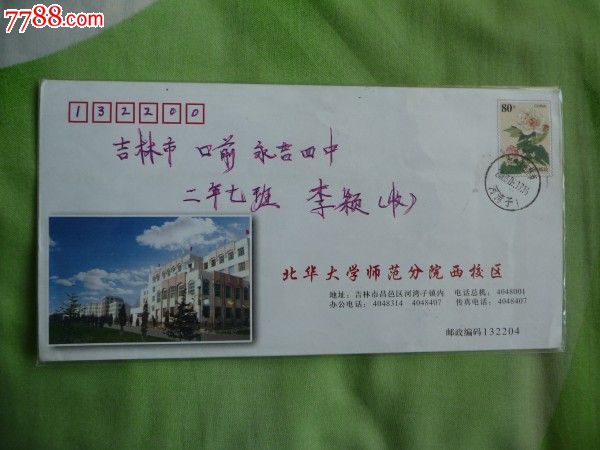 7788.com
132200
80分
吉林市 口前 永吉四中
二年七班 李颖(收)
北华大学师范分院西校区
地址:吉林市昌邑区河湾子镇内 电话总机:4048001
办公电话:4048314 4048407 传真电话:4048407
邮政编码132204